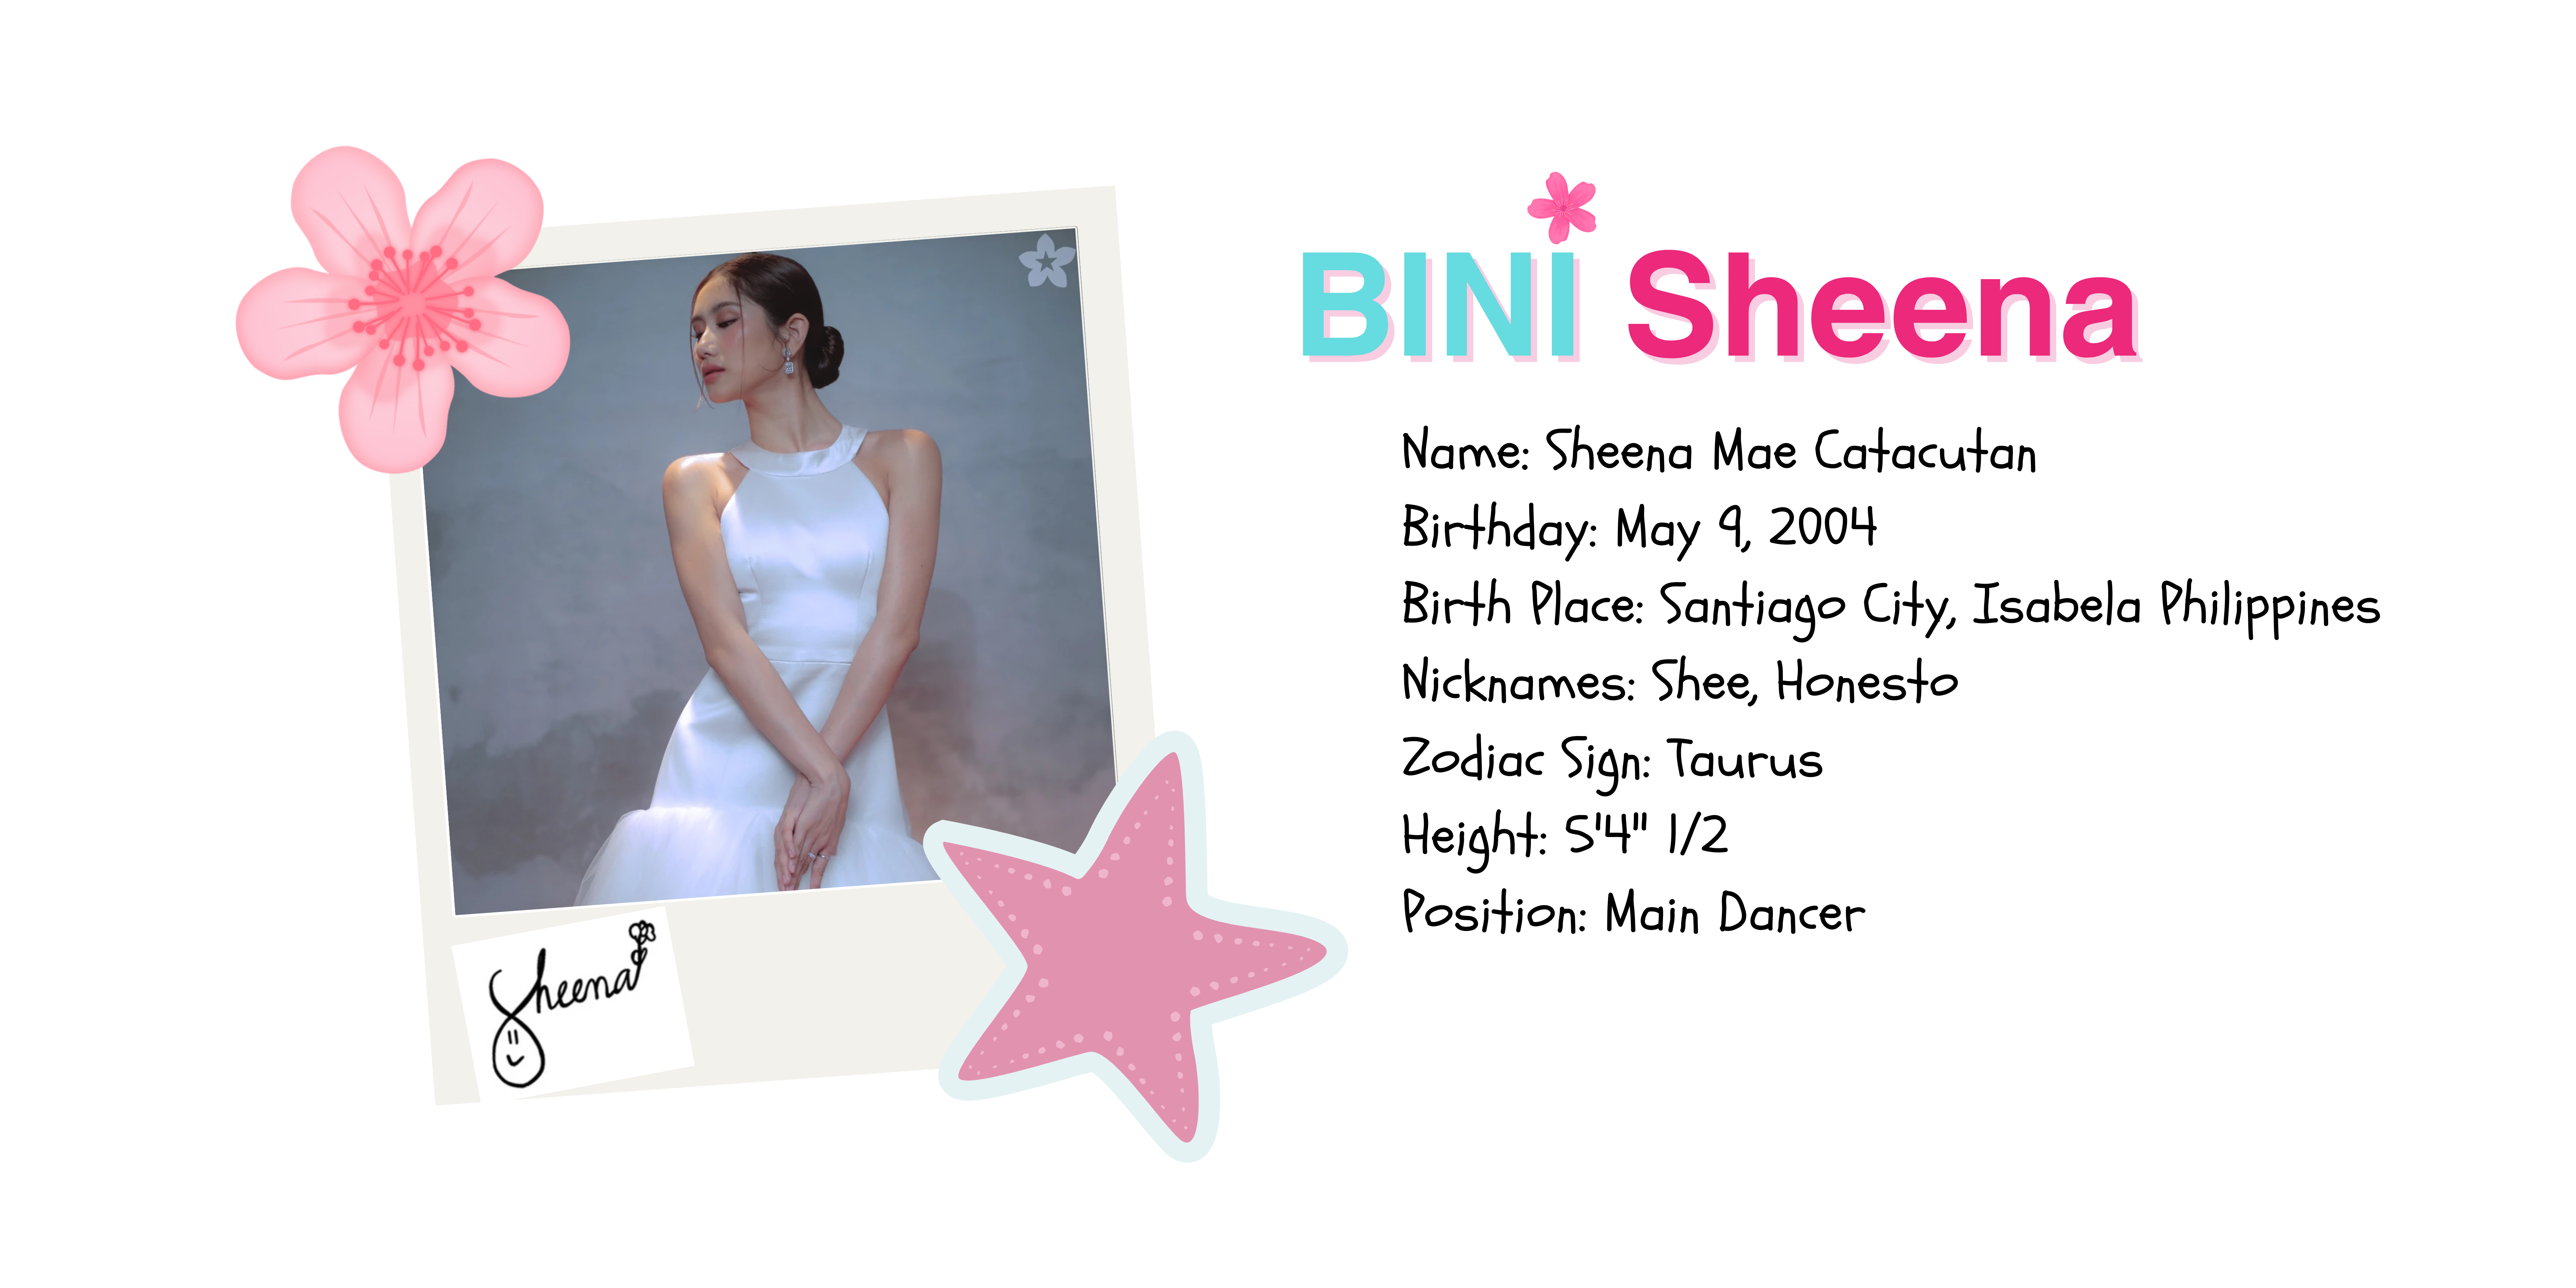 BINI Sheena
Name: Sheena Mae Catacutan
Birthday: May 9, 2004
Birth Place: Santiago City, Isabela Philippines
Nicknames: Shee, Honesto
Zodiac Sign: Taurus
Height: 5'4" 1/2
Position: Main Dancer
Sheena